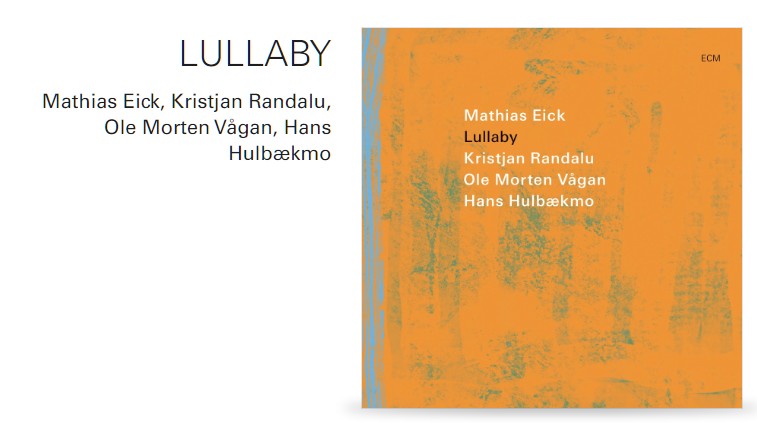 LULLABY
Mathias Eick, Kristjan Randalu,
Ole Morten Vågan, Hans
Hulbækmo
ECM
Mathias Eick
Lullaby
Kristjan Randalu
Ole Morten Vågan
Hans Hulbækmo